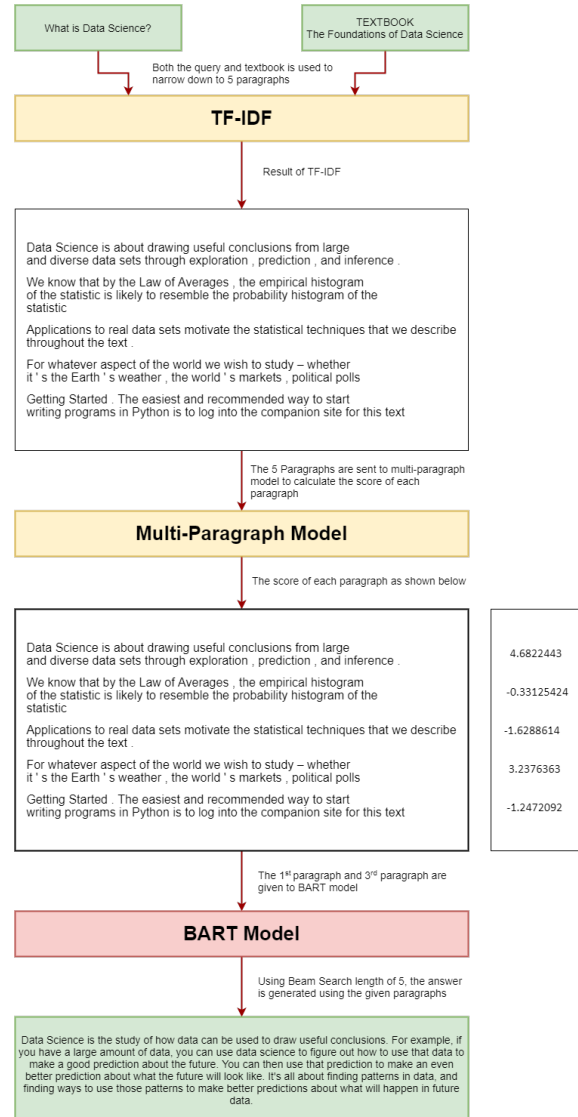 What is Data Science?
TEXTBOOK
The Foundations of Data Science
Both the query and textbook is used to
narrow down to 5 paragraphs
TF-IDF
Result of TF-IDF
Data Science is about drawing useful conclusions from large
and diverse data sets through exploration , prediction , and inference .
We know that by the Law of Averages , the empirical histogram
of the statistic is likely to resemble the probability histogram of the
statistic
Applications to real data sets motivate the statistical techniques that we describe
throughout the text .
For whatever aspect of the world we wish to study – whether
it ' s the Earth ' s weather , the world ' s markets , political polls
Getting Started . The easiest and recommended way to start
writing programs in Python is to log into the companion site for this text
The 5 Paragraphs are sent to multi-paragraph
model to calculate the score of each
paragraph
Multi-Paragraph Model
The score of each paragraph as shown below
Data Science is about drawing useful conclusions from large
and diverse data sets through exploration , prediction , and inference .
We know that by the Law of Averages , the empirical histogram
of the statistic is likely to resemble the probability histogram of the
statistic
Applications to real data sets motivate the statistical techniques that we describe
throughout the text .
For whatever aspect of the world we wish to study – whether
it ' s the Earth ' s weather , the world ' s markets , political polls
Getting Started . The easiest and recommended way to start
writing programs in Python is to log into the companion site for this text
4.6822443
-0.33125424
-1.6288614
3.2376363
-1.2472092
The 1st paragraph and 3rd paragraph are
given to BART model
BART Model
Using Beam Search length of 5, the answer
is generated using the given paragraphs
Data Science is the study of how data can be used to draw useful conclusions. For example, if
you have a large amount of data, you can use data science to figure out how to use that data to
make a good prediction about the future. You can then use that prediction to make an even
better prediction about what the future will look like. It's all about finding patterns in data, and
finding ways to use those patterns to make better predictions about what will happen in future
data.